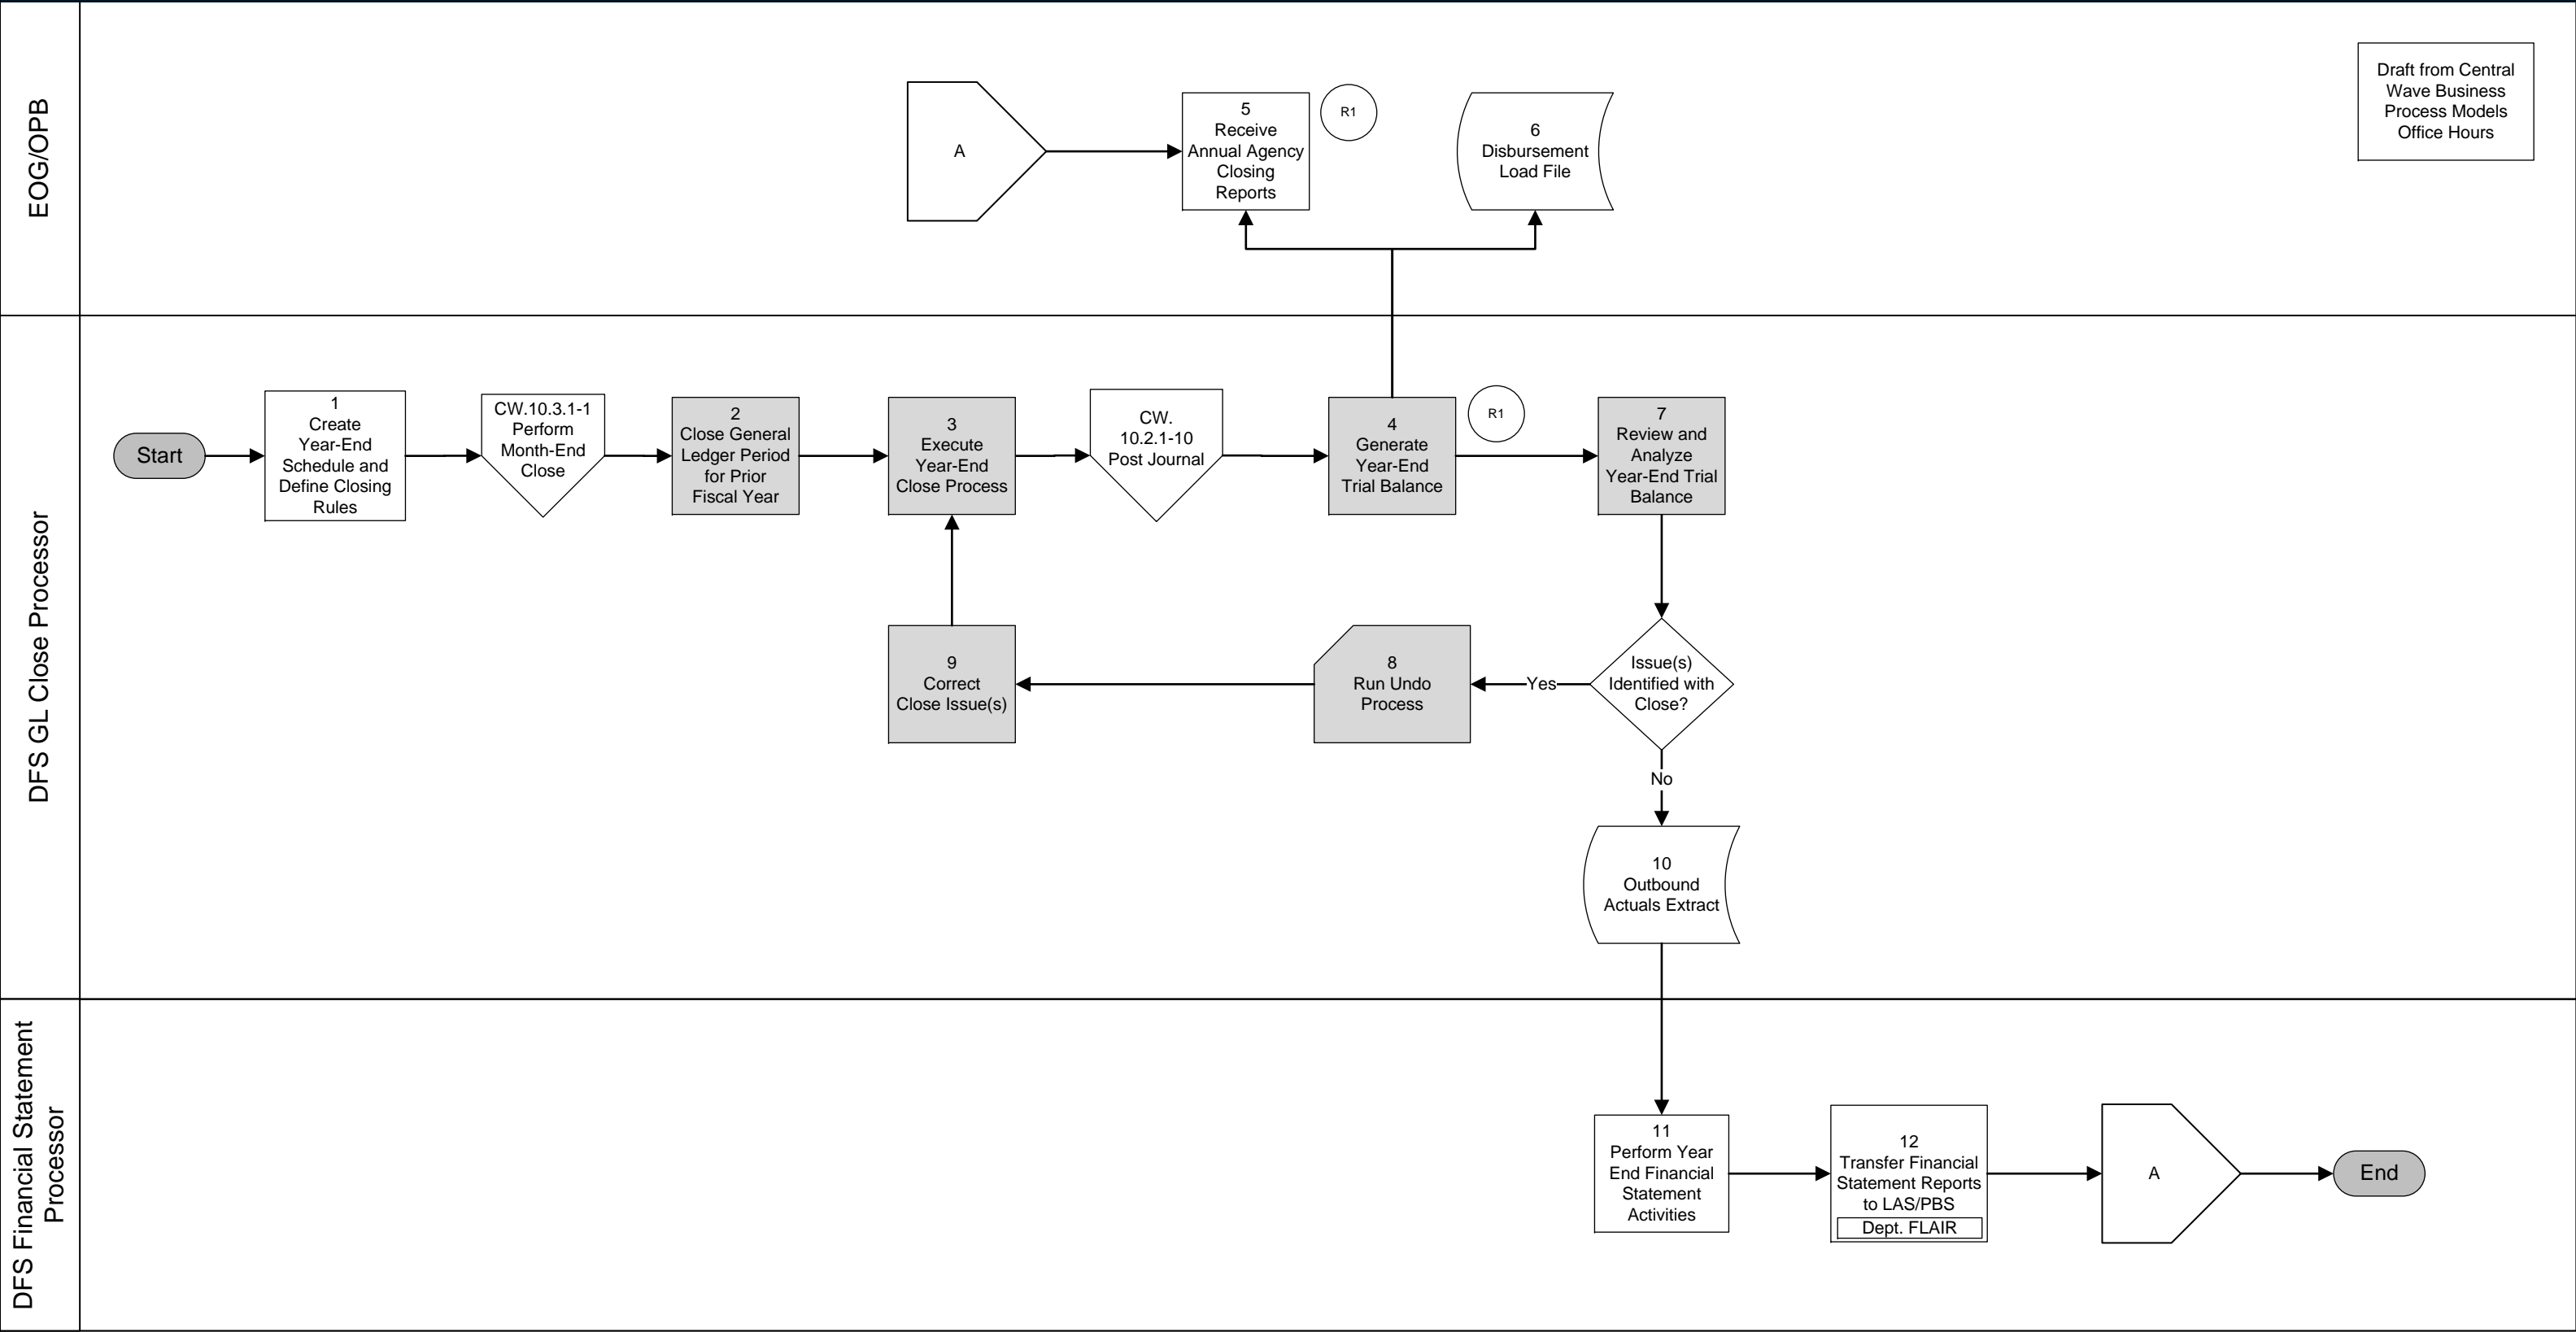 EOG/OPB
A
5
Receive
Annual Agency
Closing
Reports
R1
6
Disbursement
Load File
Draft from Central
Wave Business
Process Models
Office Hours
DFS GL Close Processor
Start
1
Create
Year-End
Schedule and
Define Closing
Rules
CW.10.3.1-1
Perform
Month-End
Close
2
Close General
Ledger Period
for Prior
Fiscal Year
3
Execute
Year-End
Close Process
CW.
10.2.1-10
Post Journal
4
Generate
Year-End
Trial Balance
R1
7
Review and
Analyze
Year-End Trial
Balance
Issue(s)
Identified with
Close?
Yes
8
Run Undo
Process
9
Correct
Close Issue(s)
No
10
Outbound
Actuals Extract
DFS Financial Statement
Processor
11
Perform Year
End Financial
Statement
Activities
12
Transfer Financial
Statement Reports
to LAS/PBS
Dept. FLAIR
A
End